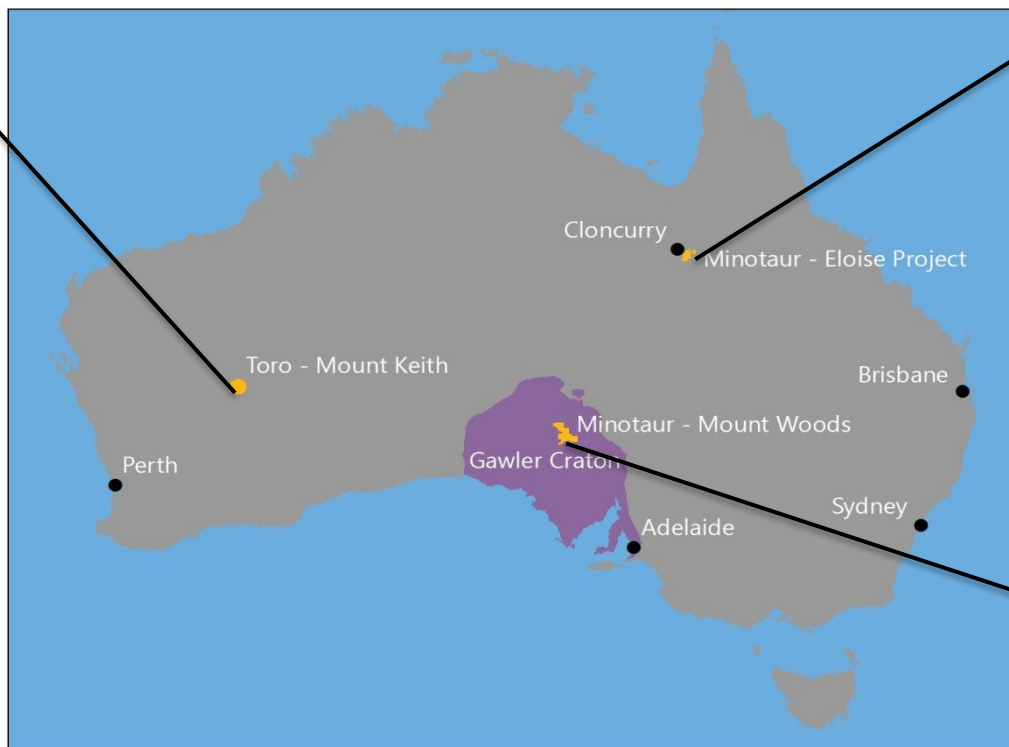 Cloncurry
Minotaur - Eloise Project
Toro - Mount Keith
Brisbane
Minotaur - Mount Woods
Gawler Craton
Perth
Sydney
Adelaide